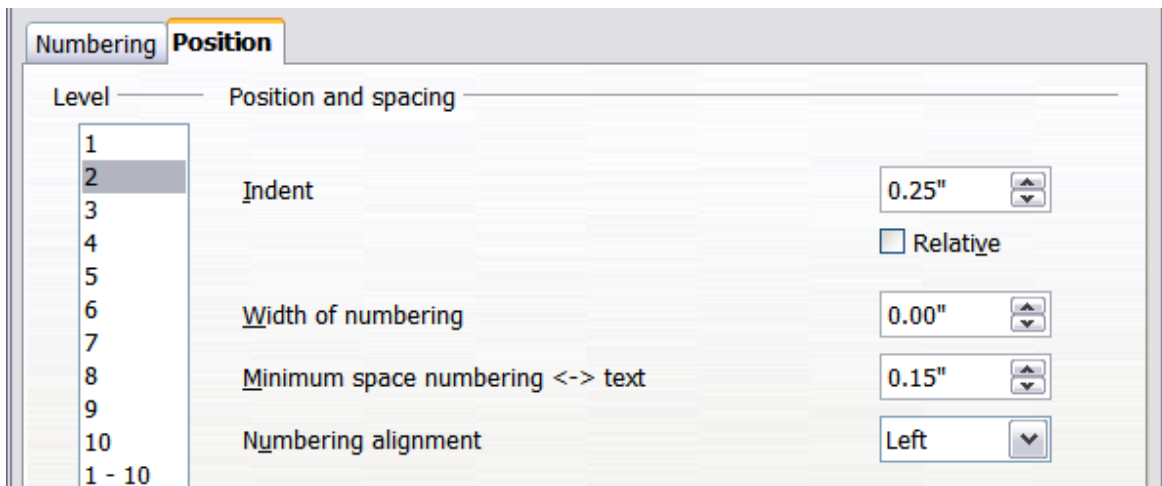 Numbering Position
Level Position and spacing
1
2
Indent 0.25"
3
4
Relative
5
6
Width of numbering 0.00"
7
8
Minimum space numbering <-> text 0.15"
9
10
Numbering alignment Left
1 - 10